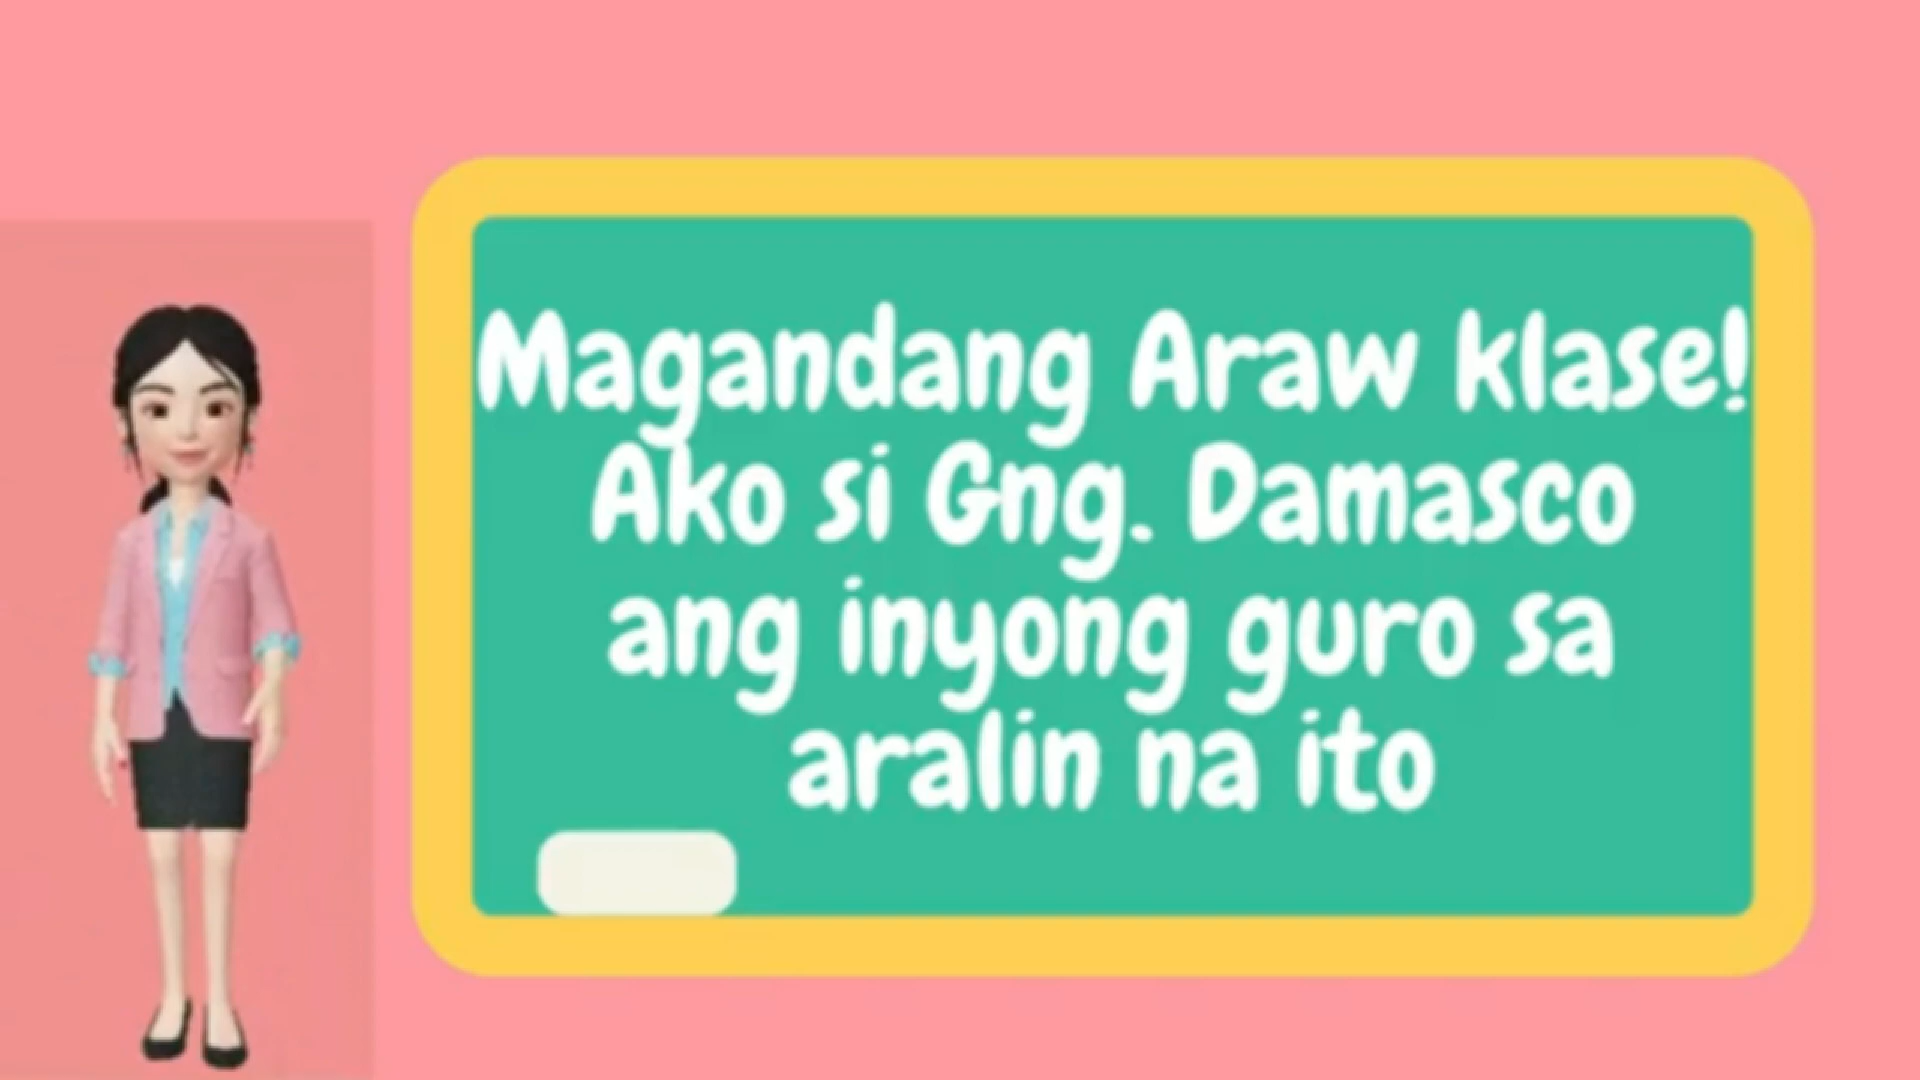 Magandang Araw klase!
Ako si Gng. Damasco
ang inyong guro sa
aralin na ito